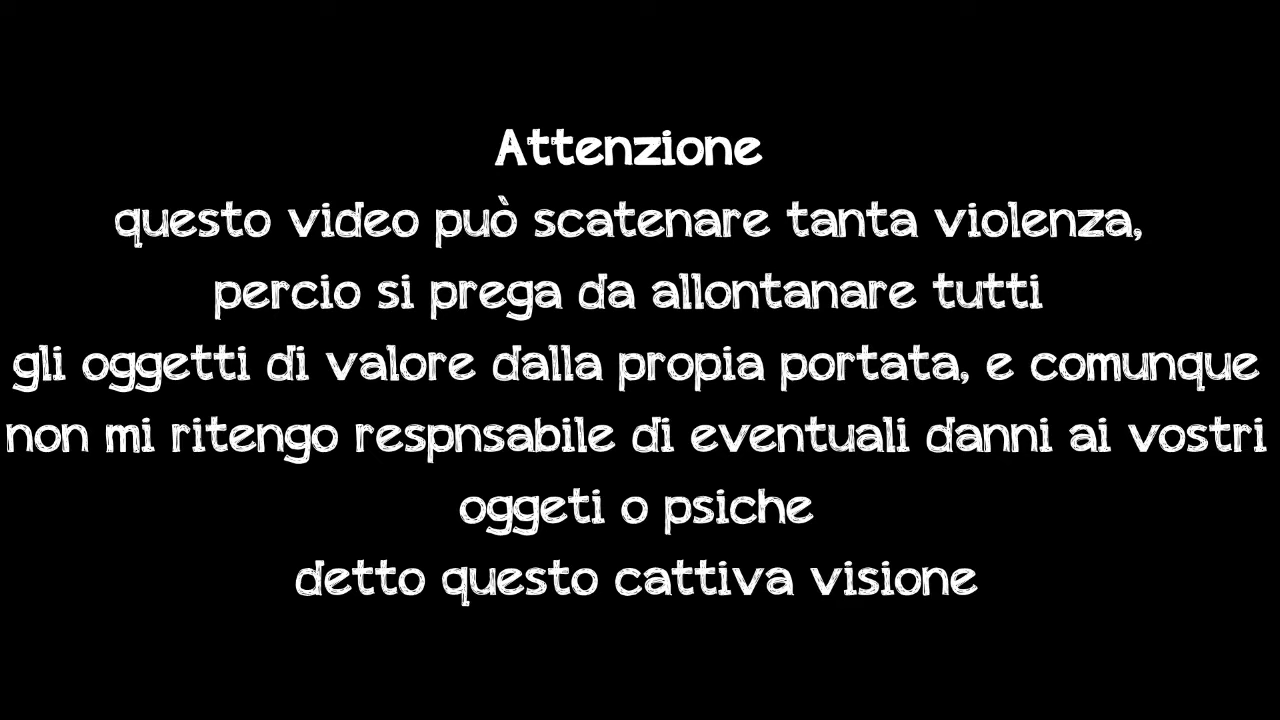 Attenzione
questo video può scatenare tanta violenza,
percio si prega da allontanare tutti
gli oggetti di valore dalla propia portata, e comunque
non mi ritengo respnsabile di eventuali danni ai vostri
oggeti o psiche
detto questo cattiva visione